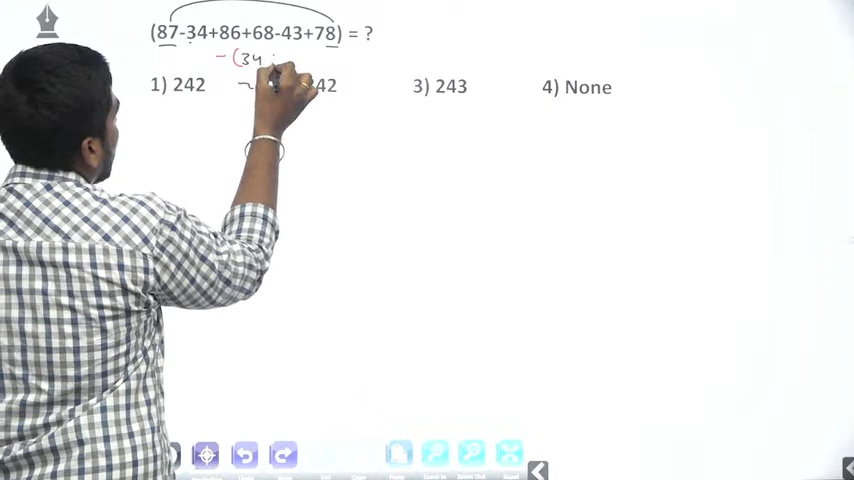 (87-34+86+68-43+78) = ?
- (34
1) 242
42
3) 243
4) None